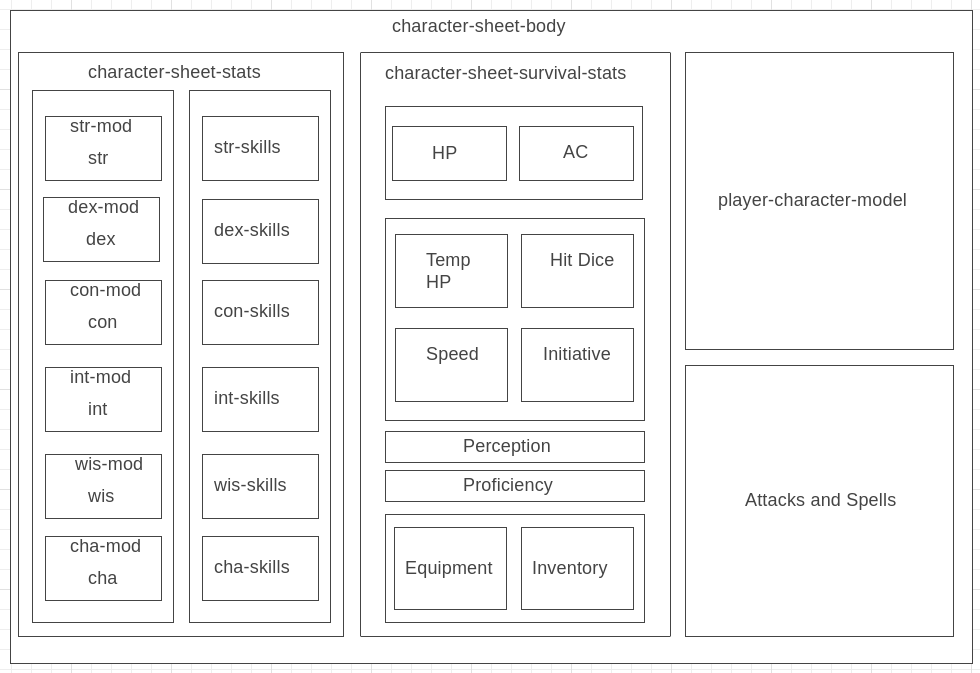 character-sheet-body
character-sheet-stats
str-mod
str
dex-mod
dex
con-mod
con
int-mod
int
wis-mod
wis
cha-mod
cha
str-skills
dex-skills
con-skills
int-skills
wis-skills
cha-skills
character-sheet-survival-stats
HP
AC
Temp
HP
Hit Dice
Speed
Initiative
Perception
Proficiency
Equipment
Inventory
player-character-model
Attacks and Spells